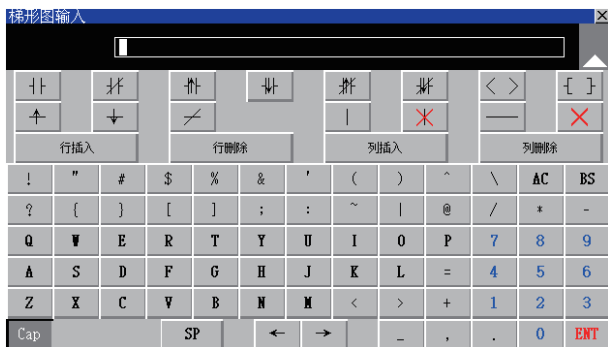 梯形图输入 ×
< > { }
行插入 行删除 列插入 列删除
! " # $ % & ' ( ) ^ \ AC BS
? { } [ ] ; : ~ | @ / * -
Q W E R T Y U I O P 7 8 9
A S D F G H J K L = 4 5 6
Z X C V B N M < > + 1 2 3
Cap SP ← → _ , . 0 ENT